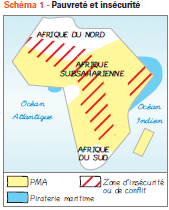 Schéma 1 - Pauvreté et insécurité
AFRIQUE DU NORD
AFRIQUE
SUBSAHARIENNE
Océan
Atlantique
Océan
Indien
AFRIQUE
DU SUD
PMA
Piraterie maritime
Zone d'insécurité
ou de conflit